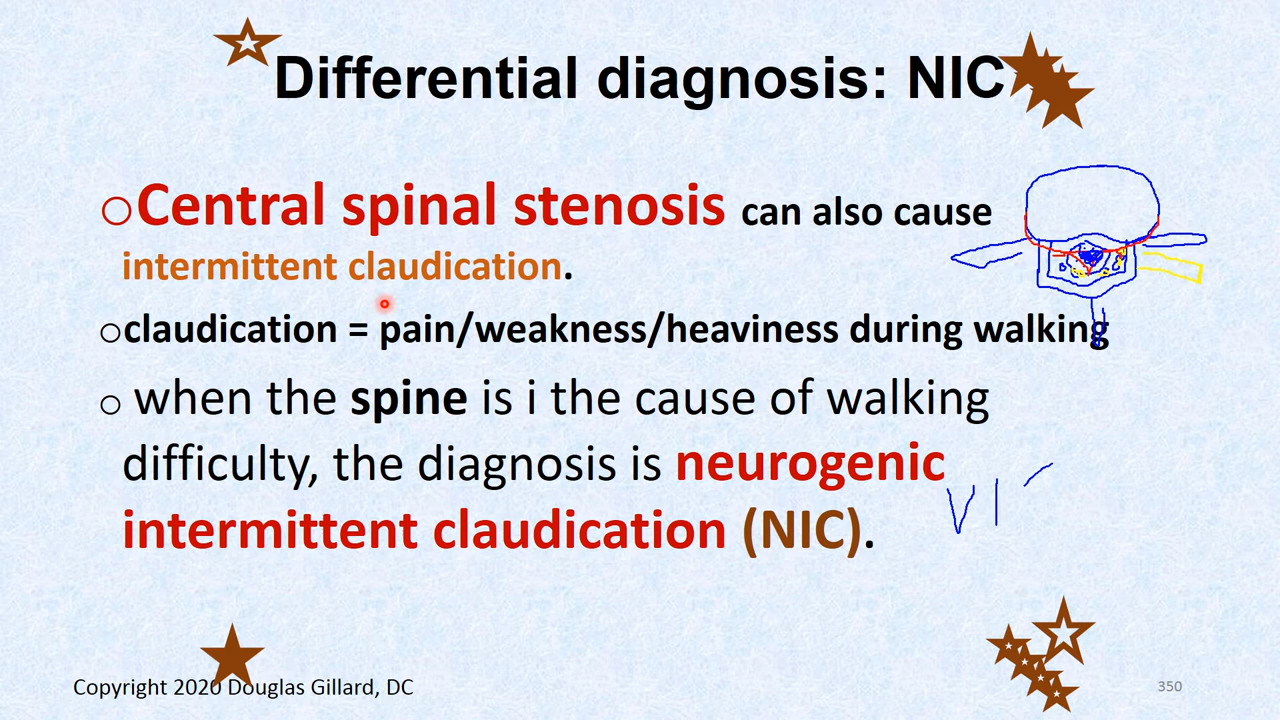 Differential diagnosis: NIC
Central spinal stenosis can also cause
intermittent claudication.
claudication = pain/weakness/heaviness during walking
when the spine is i the cause of walking
difficulty, the diagnosis is neurogenic
intermittent claudication (NIC).
VI
Copyright 2020 Douglas Gillard, DC
350